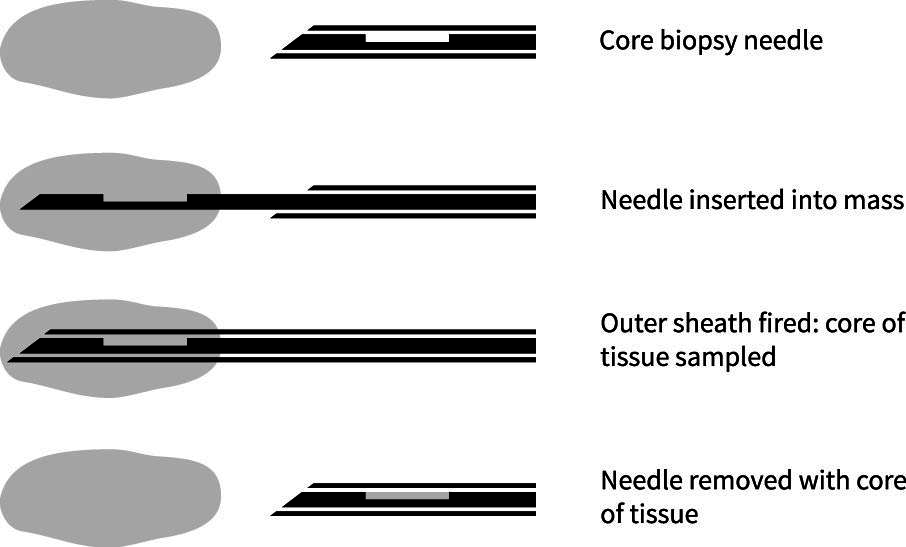 Core biopsy needle
Needle inserted into mass
Outer sheath fired: core of
tissue sampled
Needle removed with core
of tissue